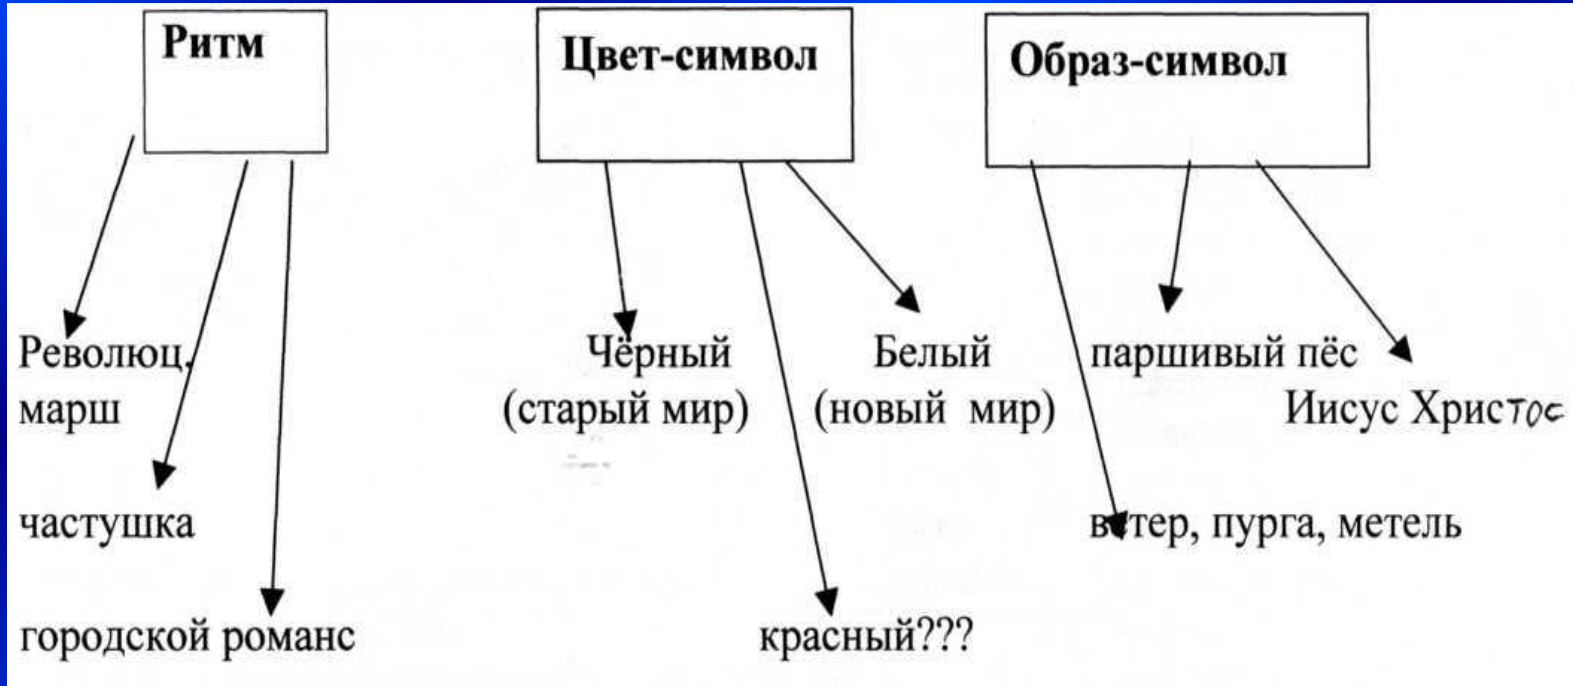 Ритм
Революц.
марш
частушка
городской романс
Цвет-символ
Чёрный
(старый мир)
Белый
(новый мир)
красный???
Образ-символ
паршивый пёс
Иисус Христос
ветер, пурга, метель